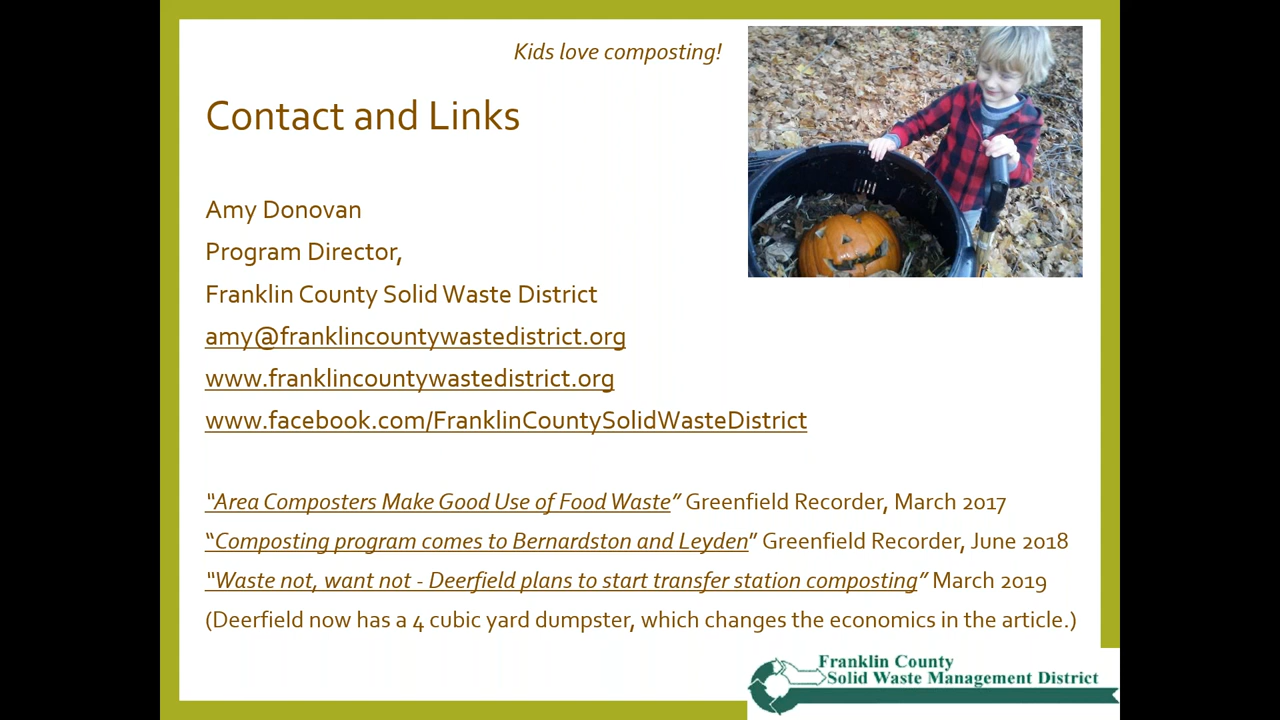 Kids love composting!
Contact and Links
Amy Donovan
Program Director,
Franklin County Solid Waste District
amy@franklincountywastedistrict.org
www.franklincountywastedistrict.org
www.facebook.com/FranklinCountySolidWasteDistrict
“Area Composters Make Good Use of Food Waste” Greenfield Recorder, March 2017
“Composting program comes to Bernardston and Leyden” Greenfield Recorder, June 2018
“Waste not, want not - Deerfield plans to start transfer station composting” March 2019
(Deerfield now has a 4 cubic yard dumpster, which changes the economics in the article.)
Franklin County
Solid Waste Management District